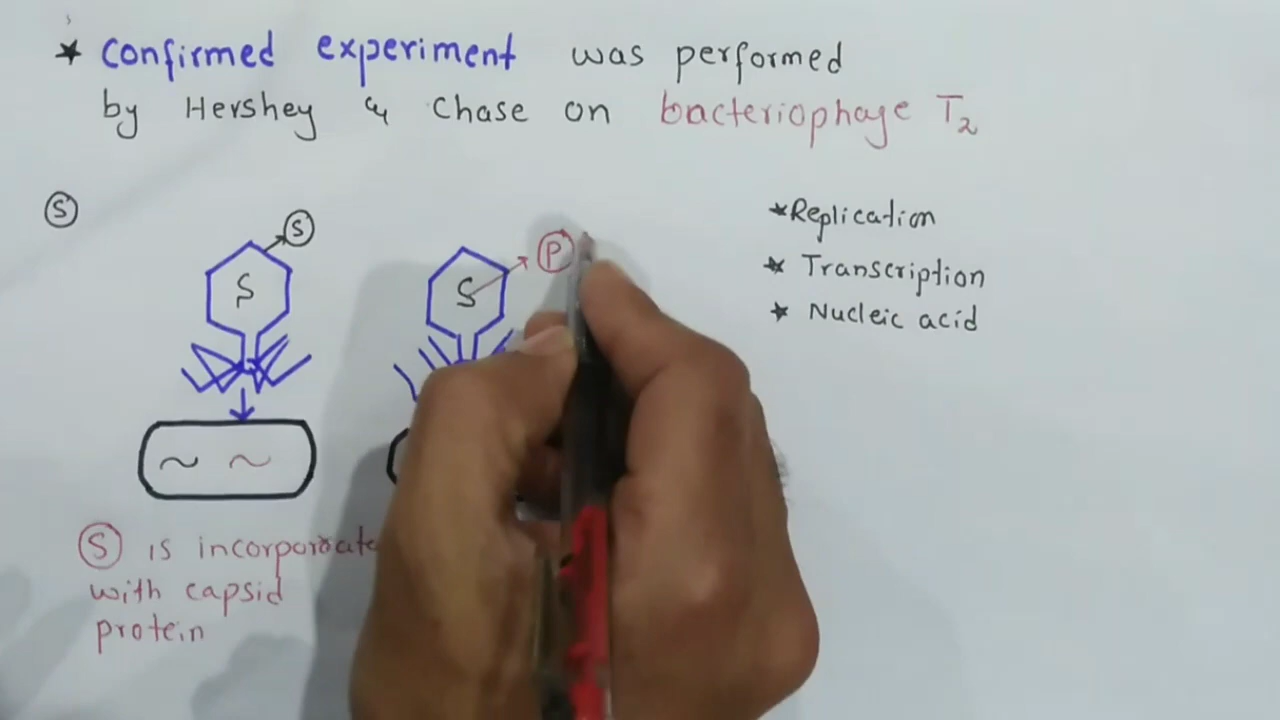 ★ Confirmed experiment was performed
by Hershey & Chase on bacteriophage T₂
S
S
P
★ Replication
★ Transcription
★ Nucleic acid
S is incorporate
with capsid
protein